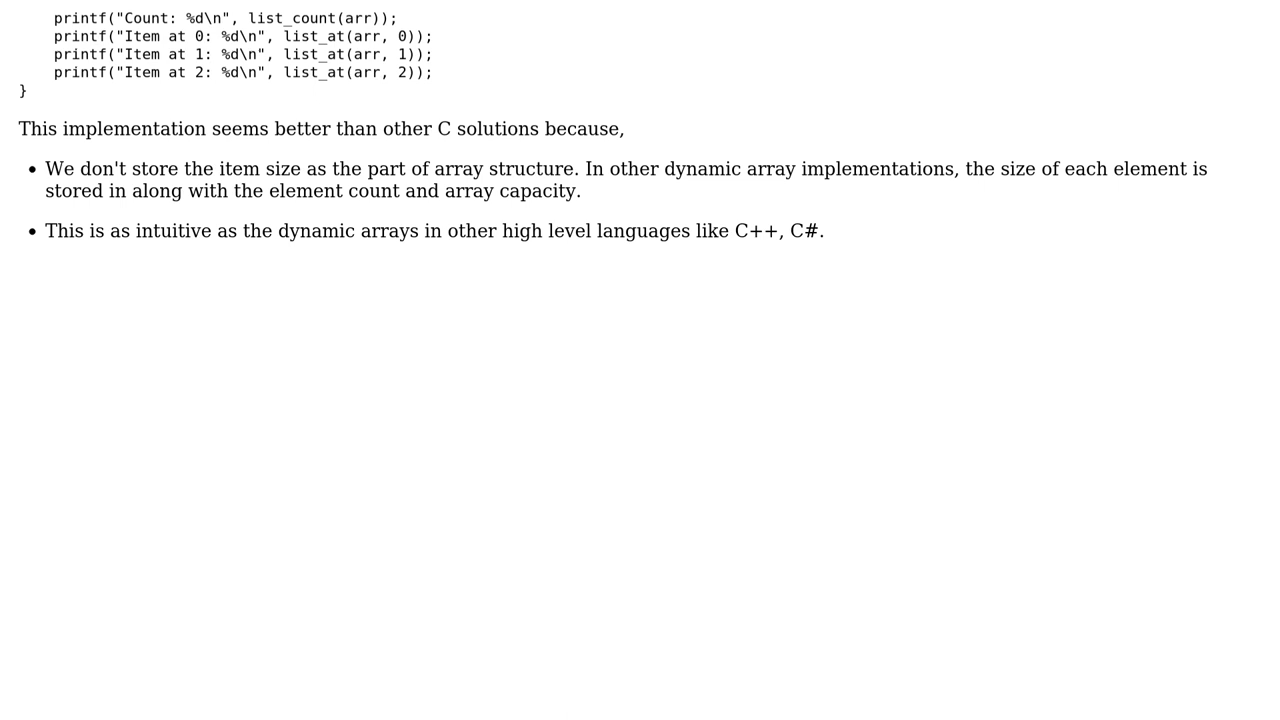 printf("Count: %d\n", list_count(arr));
    printf("Item at 0: %d\n", list_at(arr, 0));
    printf("Item at 1: %d\n", list_at(arr, 1));
    printf("Item at 2: %d\n", list_at(arr, 2));
}
This implementation seems better than other C solutions because,
• We don't store the item size as the part of array structure. In other dynamic array implementations, the size of each element is
stored in along with the element count and array capacity.
• This is as intuitive as the dynamic arrays in other high level languages like C++, C#.